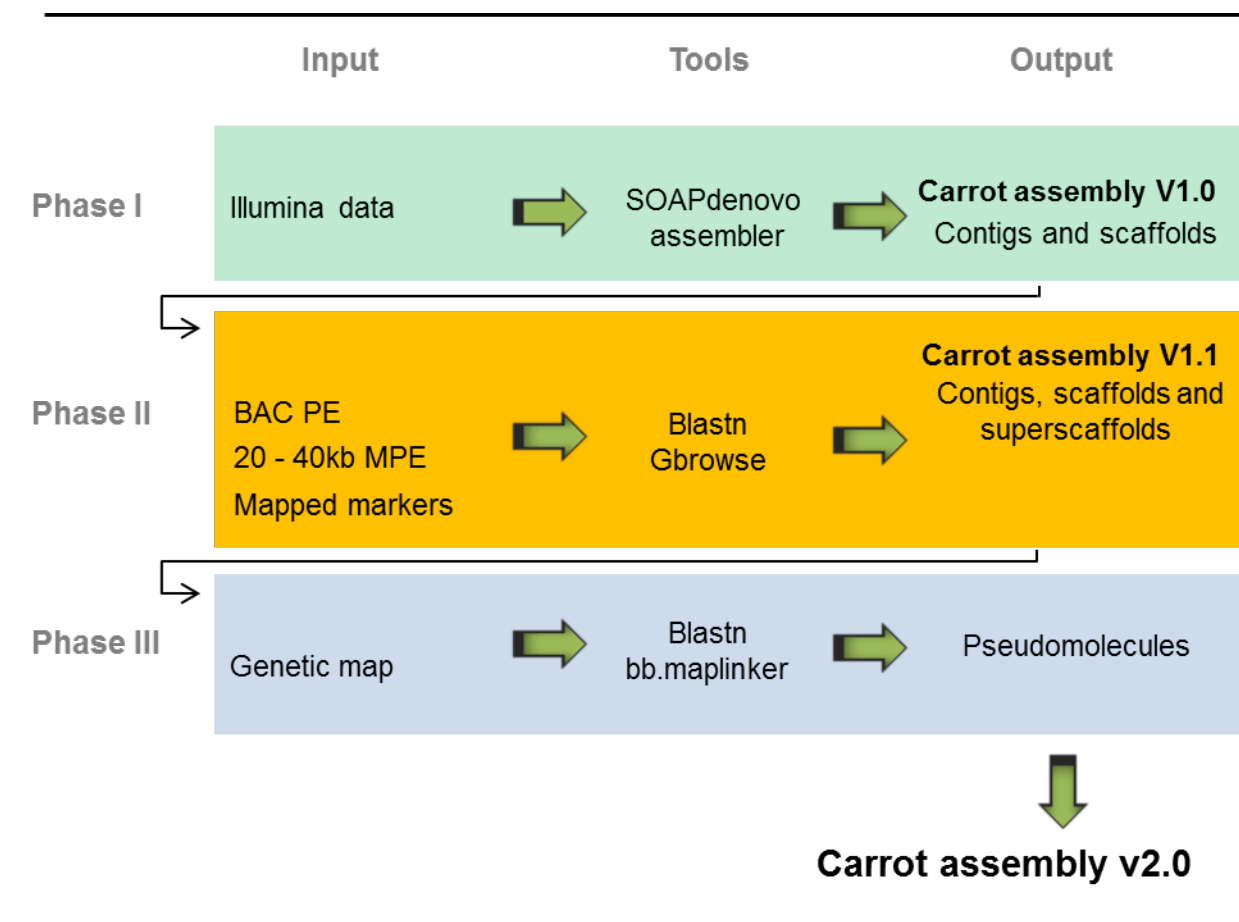 Input Tools Output
Phase I
Illumina data
SOAPdenovo
assembler
Carrot assembly V1.0
Contigs and scaffolds
Phase II
BAC PE
20 - 40kb MPE
Mapped markers
Blastn
Gbrowse
Carrot assembly V1.1
Contigs, scaffolds and
superscaffolds
Phase III
Genetic map
Blastn
bb.maplinker
Pseudomolecules
Carrot assembly v2.0